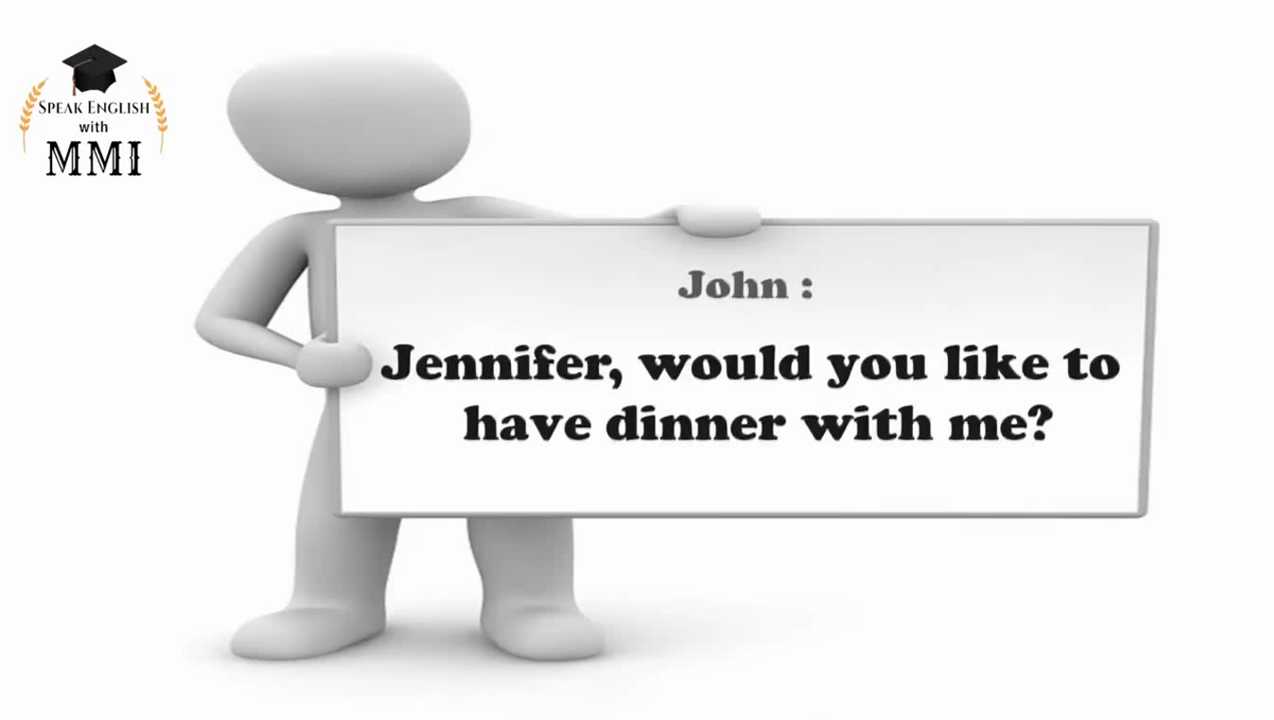 SPEAK ENGLISH
with
MMI
John :
Jennifer, would you like to
have dinner with me?